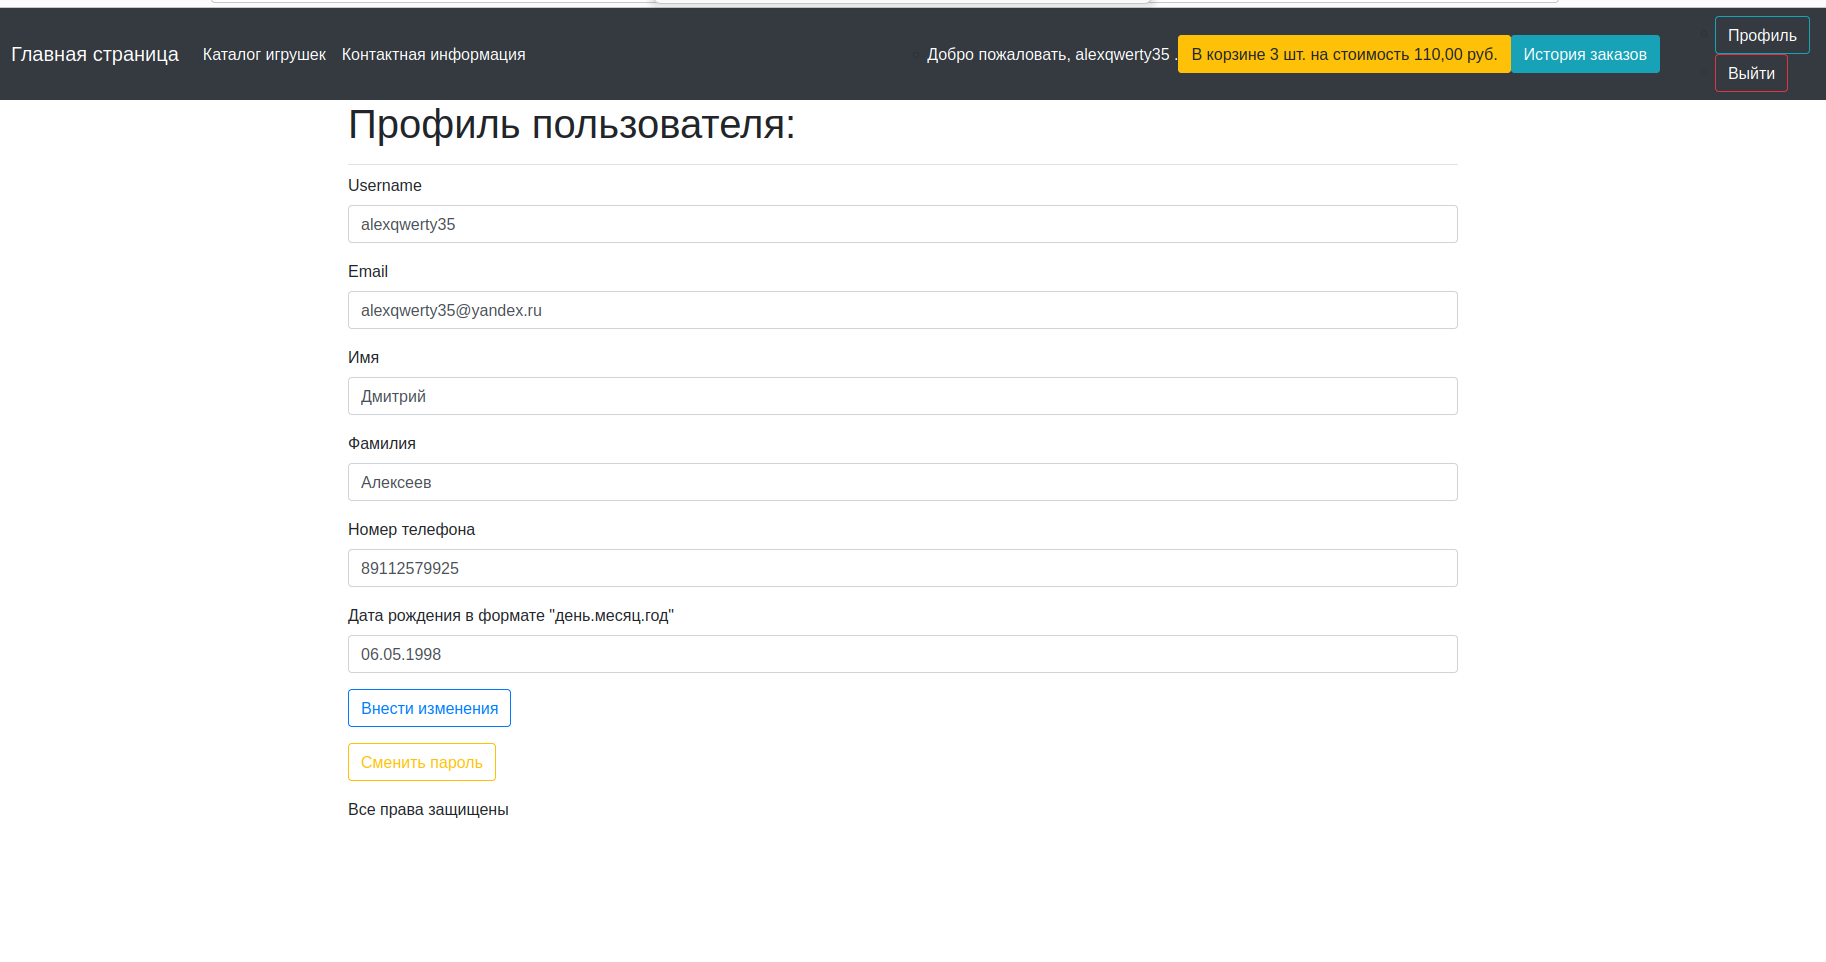 Главная страница Каталог игрушек Контактная информация Добро пожаловать, alexqwerty35 . В корзине 3 шт. на стоимость 110,00 руб. История заказов Профиль
Выйти
Профиль пользователя:
Username
alexqwerty35
Email
alexqwerty35@yandex.ru
Имя
Дмитрий
Фамилия
Алексеев
Номер телефона
89112579925
Дата рождения в формате "день.месяц.год"
06.05.1998
Внести изменения
Сменить пароль
Все права защищены